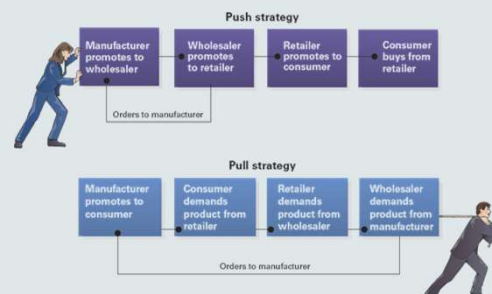 Push strategy
Manufacturer
promotes to
wholesaler
Wholesaler
promotes
to retailer
Retailer
promotes to
consumer
Consumer
buys from
retailer
Orders to manufacturer
Pull strategy
Manufacturer
promotes to
consumer
Consumer
demands
product from
retailer
Retailer
demands
product from
wholesaler
Wholesaler
demands
product from
manufacturer
Orders to manufacturer